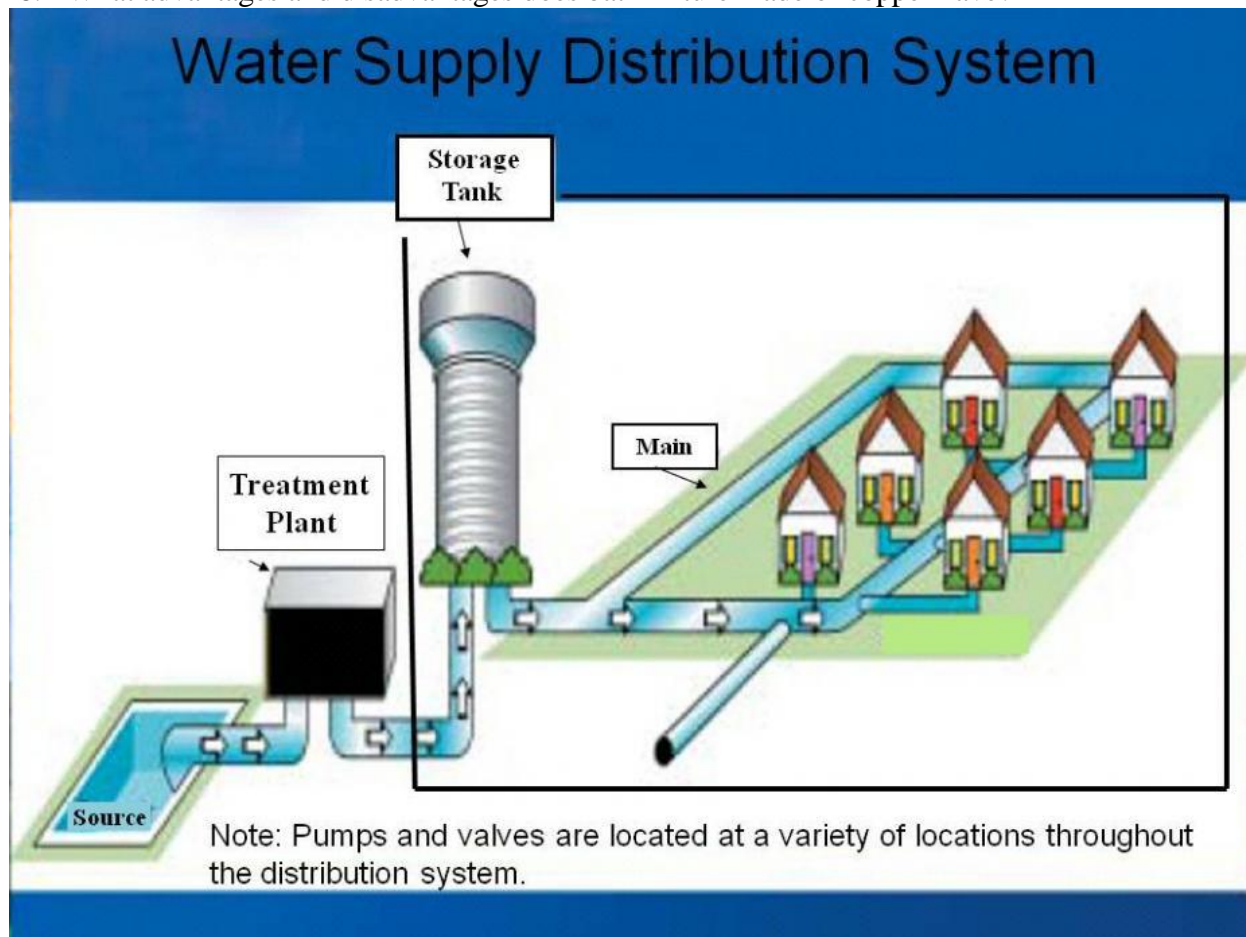 Water Supply Distribution System
Storage
Tank
Main
Treatment
Plant
Source
Note: Pumps and valves are located at a variety of locations throughout
the distribution system.